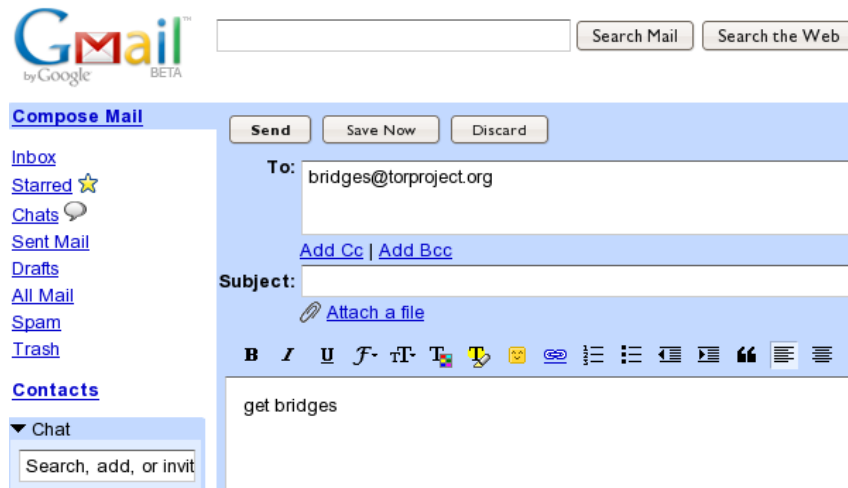 Gmail™
by Google BETA
Search Mail Search the Web
Compose Mail
Inbox
Starred
Chats
Sent Mail
Drafts
All Mail
Spam
Trash
Contacts
Chat
Search, add, or invit
Send Save Now Discard
To: bridges@torproject.org
Add Cc | Add Bcc
Subject:
Attach a file
B I U F TT T T
get bridges